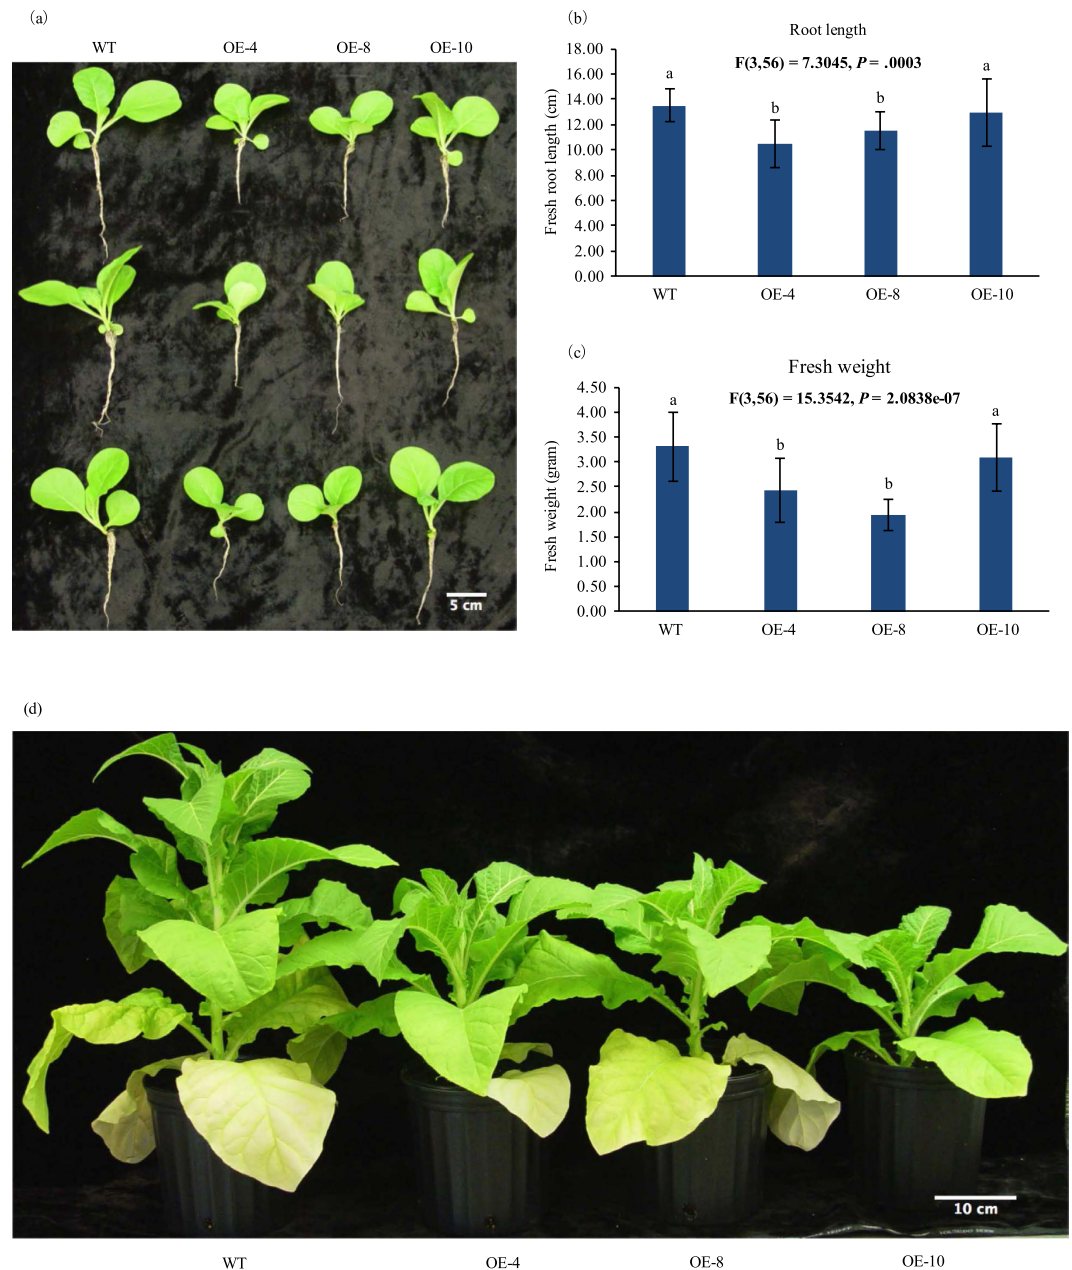 (a)
WT OE-4 OE-8 OE-10
5 cm
(b)
Root length
F(3,56) = 7.3045, P = .0003
Fresh root length (cm)
18.00
16.00
14.00
12.00
10.00
8.00
6.00
4.00
2.00
0.00
a b b a
WT OE-4 OE-8 OE-10
(c)
Fresh weight
F(3,56) = 15.3542, P = 2.0838e-07
Fresh weight (gram)
4.50
4.00
3.50
3.00
2.50
2.00
1.50
1.00
0.50
0.00
a b b a
WT OE-4 OE-8 OE-10
(d)
10 cm
WT OE-4 OE-8 OE-10